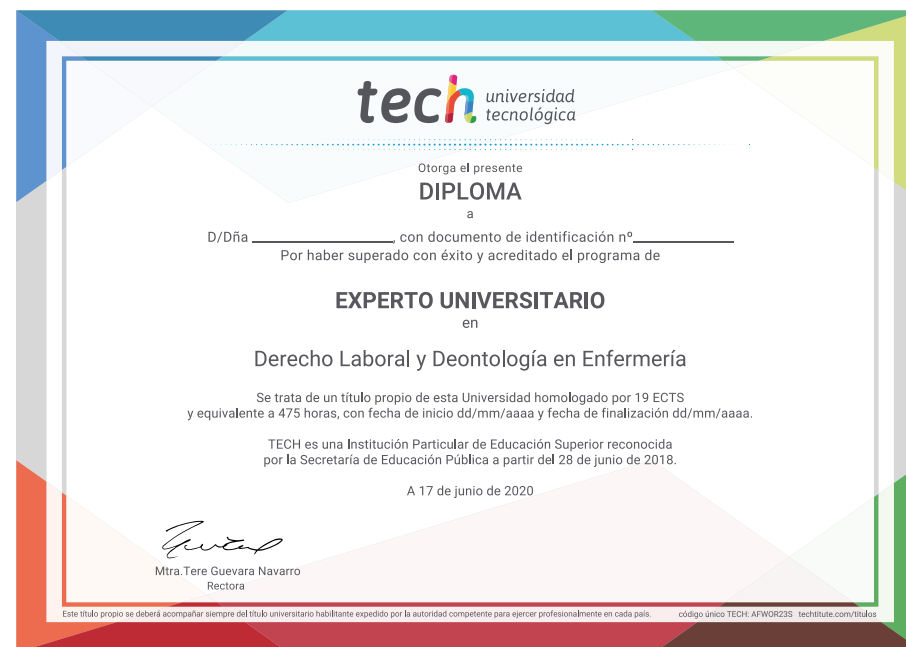 tech universidad
tecnológica
Otorga el presente
DIPLOMA
a
D/Dña ____________________, con documento de identificación nº______________
Por haber superado con éxito y acreditado el programa de
EXPERTO UNIVERSITARIO
en
Derecho Laboral y Deontología en Enfermería
Se trata de un título propio de esta Universidad homologado por 19 ECTS
y equivalente a 475 horas, con fecha de inicio dd/mm/aaaa y fecha de finalización dd/mm/aaaa.
TECH es una Institución Particular de Educación Superior reconocida
por la Secretaría de Educación Pública a partir del 28 de junio de 2018.
A 17 de junio de 2020
Mtra.Tere Guevara Navarro
Rectora
Este título propio se deberá acompañar siempre del título universitario habilitante expedido por la autoridad competente para ejercer profesionalmente en cada país. código único TECH: AFWOR23S techtitute.com/titulos